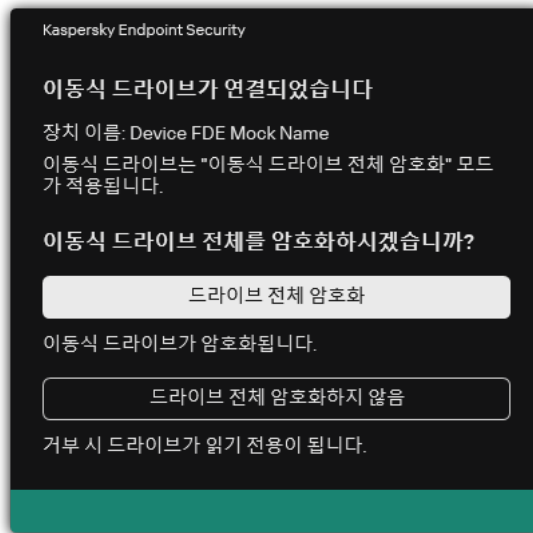 Kaspersky Endpoint Security
이동식 드라이브가 연결되었습니다
장치 이름: Device FDE Mock Name
이동식 드라이브는 "이동식 드라이브 전체 암호화" 모드
가 적용됩니다.
이동식 드라이브 전체를 암호화하시겠습니까?
드라이브 전체 암호화
이동식 드라이브가 암호화됩니다.
드라이브 전체 암호화하지 않음
거부 시 드라이브가 읽기 전용이 됩니다.